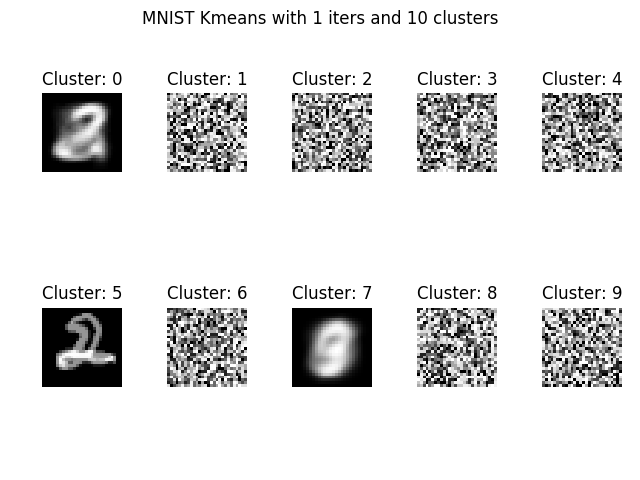 MNIST Kmeans with 1 iters and 10 clusters
Cluster: 0 Cluster: 1 Cluster: 2 Cluster: 3 Cluster: 4
Cluster: 5 Cluster: 6 Cluster: 7 Cluster: 8 Cluster: 9